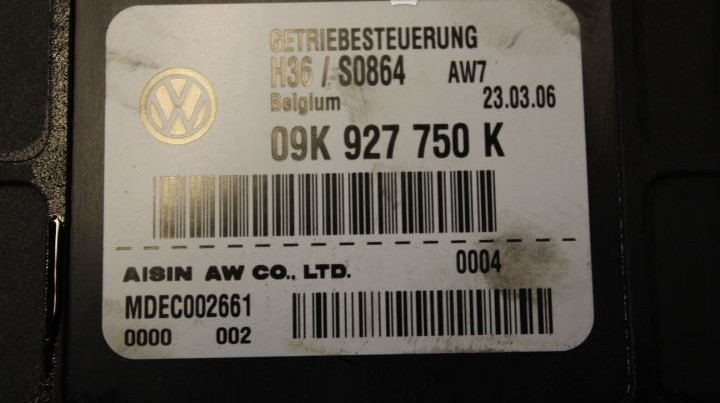 GETRIEBESTEUERUNG
H36 / S0864 AW7
Belgium 23.03.06
09K 927 750 K
AISIN AW CO., LTD. 0004
MDEC002661
0000 002